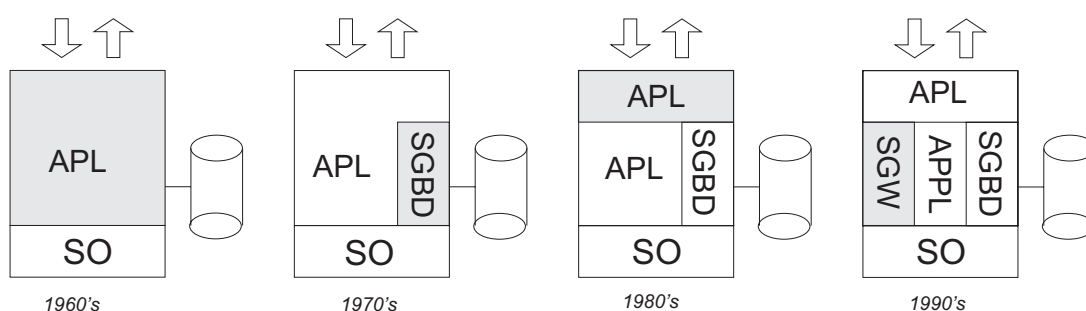 APL
SO
1960's
APL
SGBD
SO
1970's
APL
APL
SGBD
SO
1980's
APL
SGW
APPL
SGBD
SO
1990's